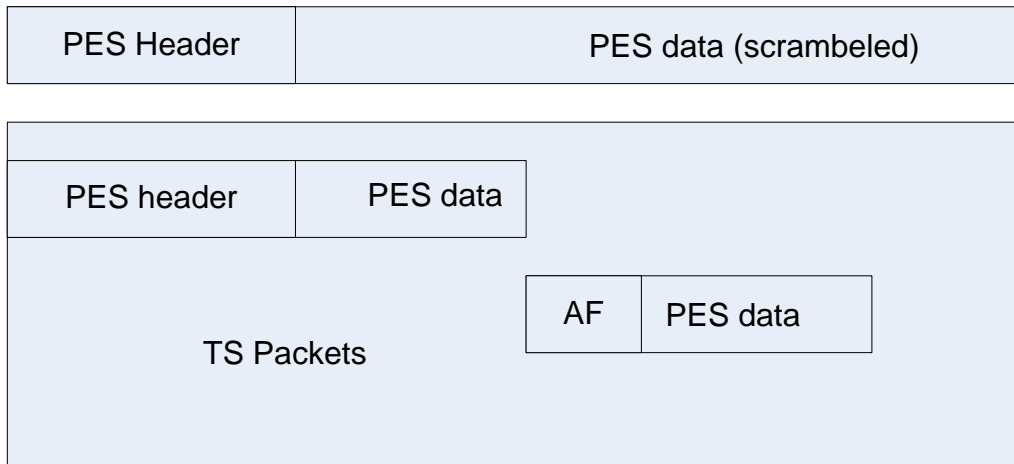 PES Header
PES data (scrambeled)
PES header
PES data
AF
PES data
TS Packets